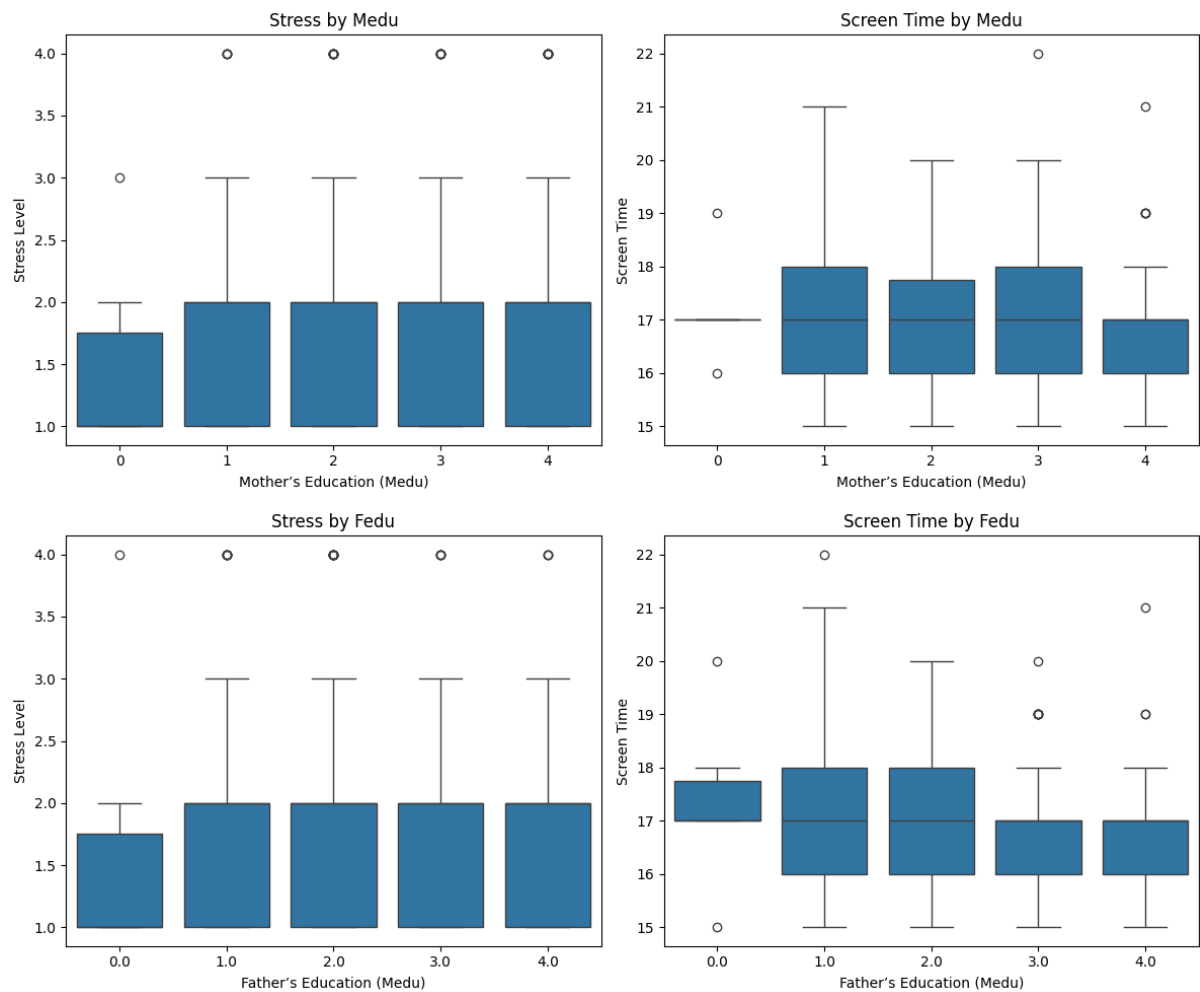 Stress by Medu
4.0
3.5
3.0
2.5
2.0
1.5
1.0
Stress Level
0 1 2 3 4
Mother’s Education (Medu)
Screen Time by Medu
22
21
20
19
18
17
16
15
Screen Time
0 1 2 3 4
Mother’s Education (Medu)
Stress by Fedu
4.0
3.5
3.0
2.5
2.0
1.5
1.0
Stress Level
0.0 1.0 2.0 3.0 4.0
Father’s Education (Medu)
Screen Time by Fedu
22
21
20
19
18
17
16
15
Screen Time
0.0 1.0 2.0 3.0 4.0
Father’s Education (Medu)